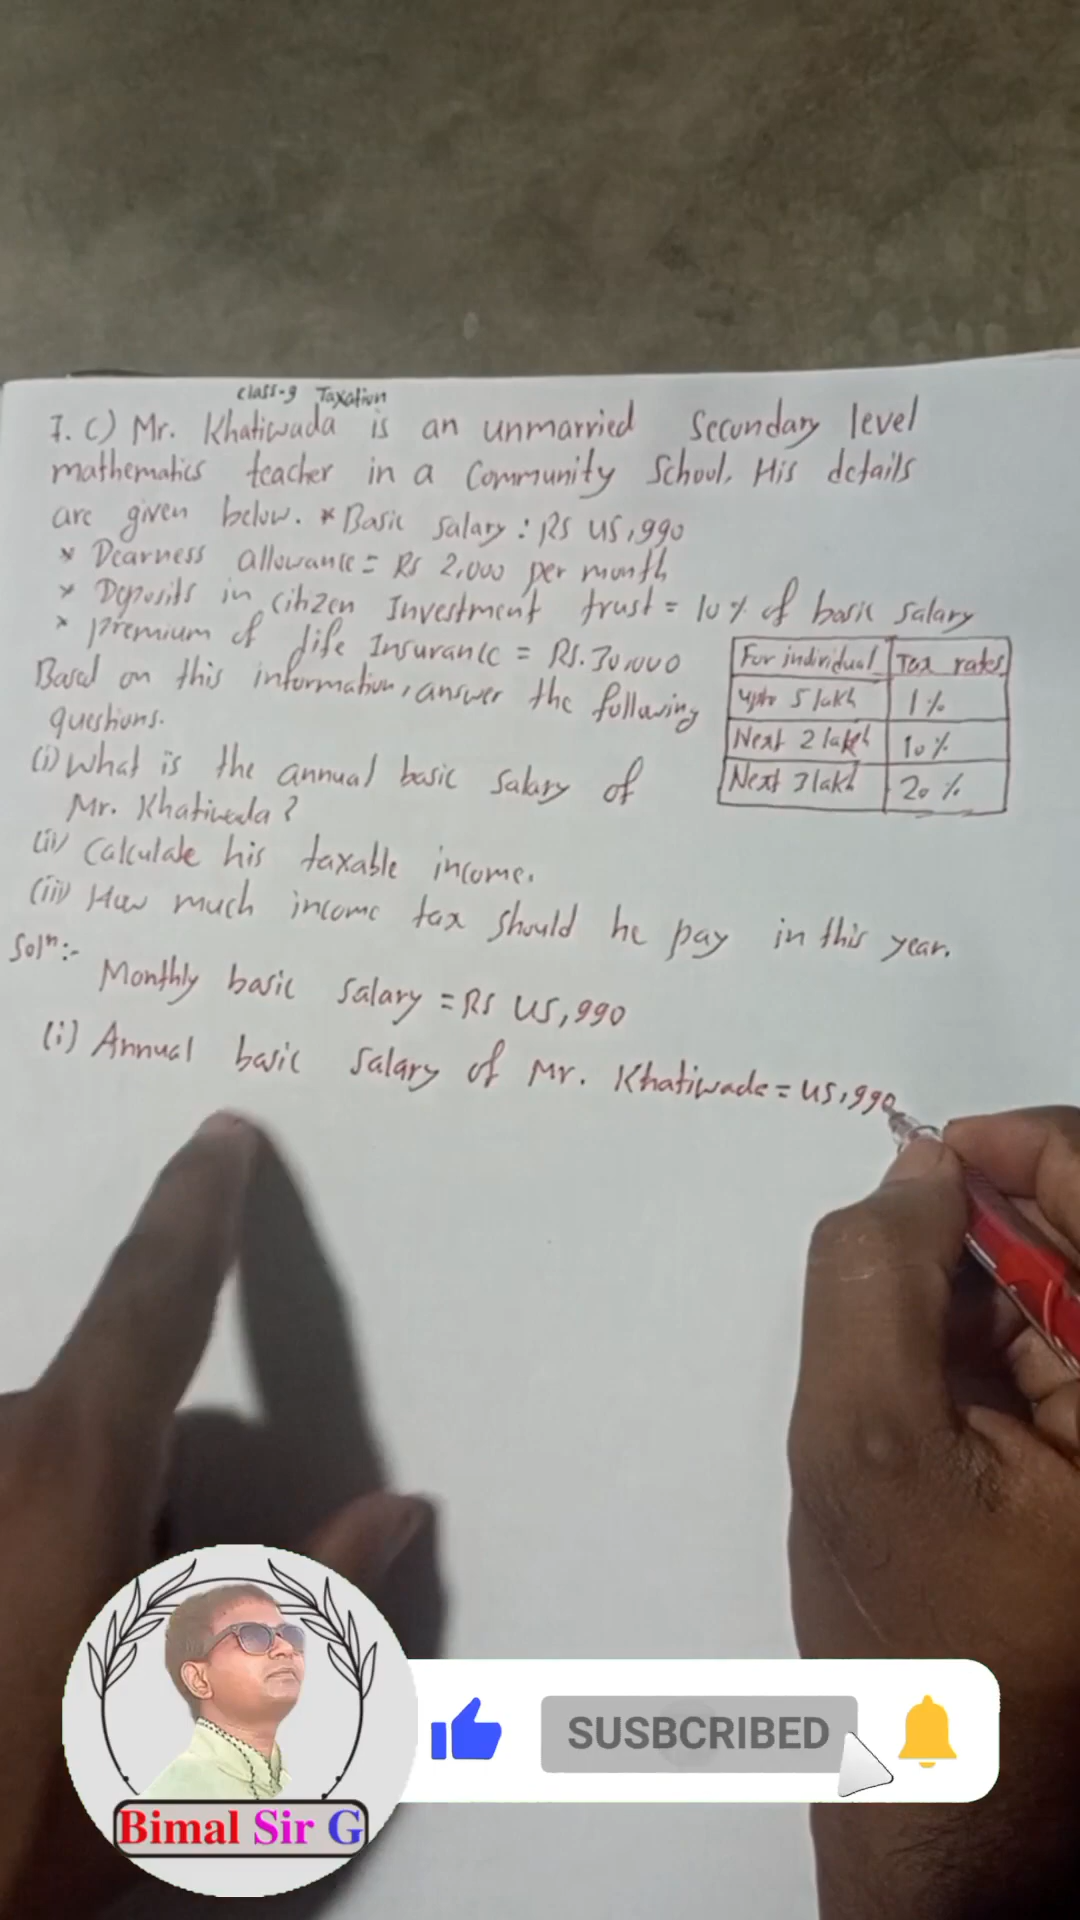 Class-9 Taxation
7. c) Mr. Khatiwada is an unmarried Secondary level
mathematics teacher in a Community School. His details
are given below. * Basic salary : Rs 45,990
* Dearness allowance = Rs 2,000 per month
* Deposits in Citizen Investment trust = 10% of basic salary
* premium of life Insurance = Rs. 30,000
Based on this information, answer the following
questions.
For individual Tax rates
upto 5 lakh 1%
Next 2 lakh 10%
Next 3 lakh 20%
(i) What is the annual basic salary of
Mr. Khatiwada?
(ii) Calculate his taxable income.
(iii) How much income tax should he pay in this year.
Solⁿ:-
Monthly basic salary = Rs 45,990
(i) Annual basic salary of Mr. Khatiwada = 45,990
SUSBCRIBED
Bimal Sir G